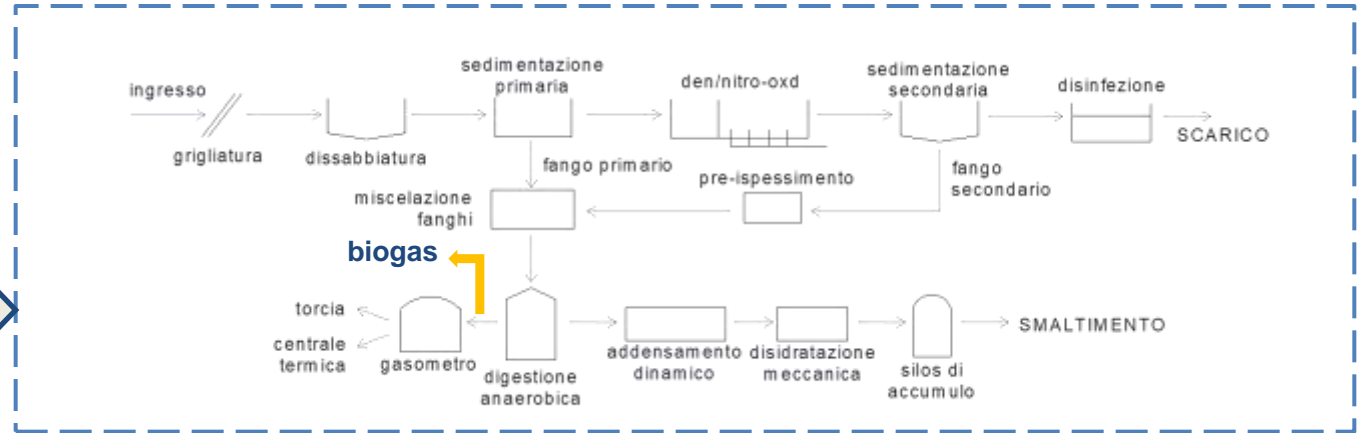 ingresso
grigliatura
dissabbiatura
sedimentazione
primaria
den/nitro-oxd
sedimentazione
secondaria
disinfezione
SCARICO
fango primario
fango
secondario
pre-ispessimento
miscelazione
fanghi
biogas
torcia
centrale
termica
gasometro
digestione
anaerobica
addensamento
dinamico
disidratazione
meccanica
silos di
accumulo
SMALTIMENTO